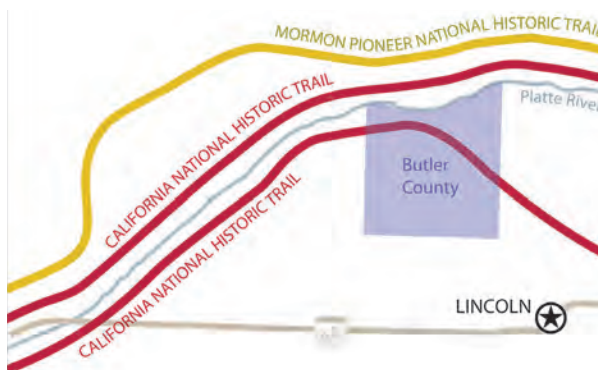 MORMON PIONEER NATIONAL HISTORIC TRAIL
CALIFORNIA NATIONAL HISTORIC TRAIL
Platte River
Butler
County
CALIFORNIA NATIONAL HISTORIC TRAIL
LINCOLN